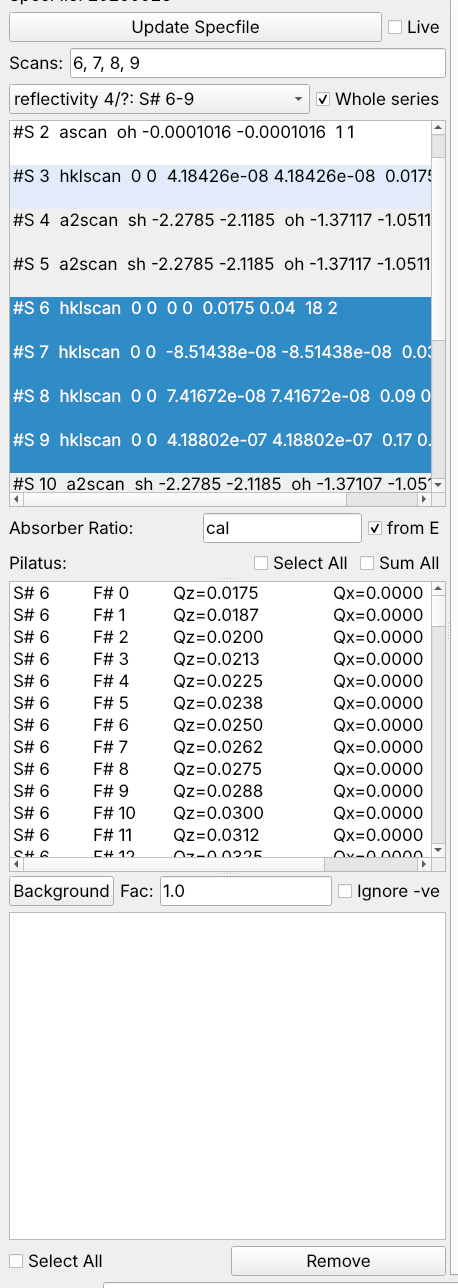 Update Specfile
Live
Scans:
6, 7, 8, 9
reflectivity 4/?: S# 6-9
Whole series
#S 2 ascan oh -0.0001016 -0.0001016 1 1
#S 3 hklscan 0 0 4.18426e-08 4.18426e-08 0.0175
#S 4 a2scan sh -2.2785 -2.1185 oh -1.37117 -1.0511
#S 5 a2scan sh -2.2785 -2.1185 oh -1.37117 -1.0511
#S 6 hklscan 0 0 0 0 0.0175 0.04 18 2
#S 7 hklscan 0 0 -8.51438e-08 -8.51438e-08 0.03
#S 8 hklscan 0 0 7.41672e-08 7.41672e-08 0.09 0
#S 9 hklscan 0 0 4.18802e-07 4.18802e-07 0.17 0.
#S 10 a2scan sh -2.2785 -2.1185 oh -1.37107 -1.051
Absorber Ratio:
cal
from E
Pilatus:
Select All
Sum All
S# 6 F# 0 Qz=0.0175 Qx=0.0000
S# 6 F# 1 Qz=0.0187 Qx=0.0000
S# 6 F# 2 Qz=0.0200 Qx=0.0000
S# 6 F# 3 Qz=0.0213 Qx=0.0000
S# 6 F# 4 Qz=0.0225 Qx=0.0000
S# 6 F# 5 Qz=0.0238 Qx=0.0000
S# 6 F# 6 Qz=0.0250 Qx=0.0000
S# 6 F# 7 Qz=0.0262 Qx=0.0000
S# 6 F# 8 Qz=0.0275 Qx=0.0000
S# 6 F# 9 Qz=0.0288 Qx=0.0000
S# 6 F# 10 Qz=0.0300 Qx=0.0000
S# 6 F# 11 Qz=0.0312 Qx=0.0000
S# 6 F# 12 Qz=0.0325 Qx=0.0000
Background
Fac:
1.0
Ignore -ve
Select All
Remove